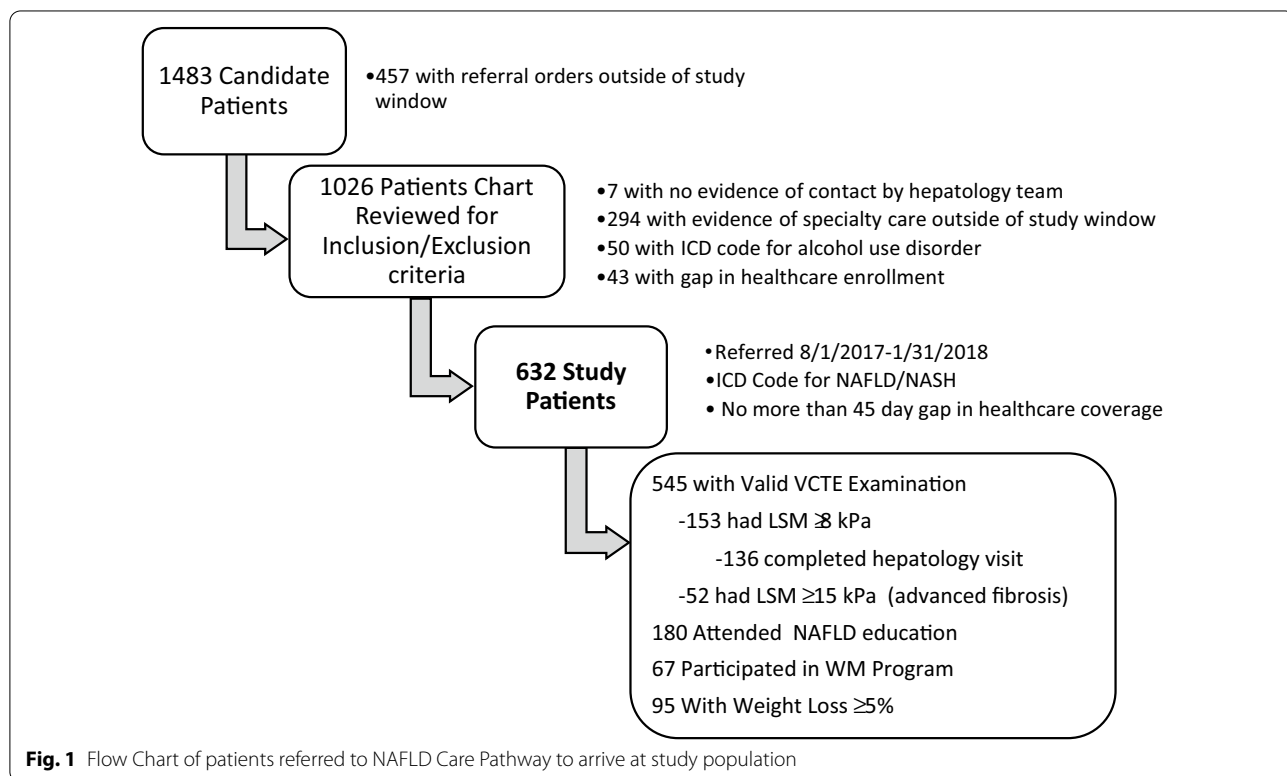 1483 Candidate
Patients
•457 with referral orders outside of study
window
1026 Patients Chart
Reviewed for
Inclusion/Exclusion
criteria
•7 with no evidence of contact by hepatology team
•294 with evidence of specialty care outside of study window
•50 with ICD code for alcohol use disorder
•43 with gap in healthcare enrollment
632 Study
Patients
•Referred 8/1/2017-1/31/2018
•ICD Code for NAFLD/NASH
• No more than 45 day gap in healthcare coverage
545 with Valid VCTE Examination
-153 had LSM ≥8 kPa
-136 completed hepatology visit
-52 had LSM ≥15 kPa (advanced fibrosis)
180 Attended NAFLD education
67 Participated in WM Program
95 With Weight Loss ≥5%
Fig. 1 Flow Chart of patients referred to NAFLD Care Pathway to arrive at study population